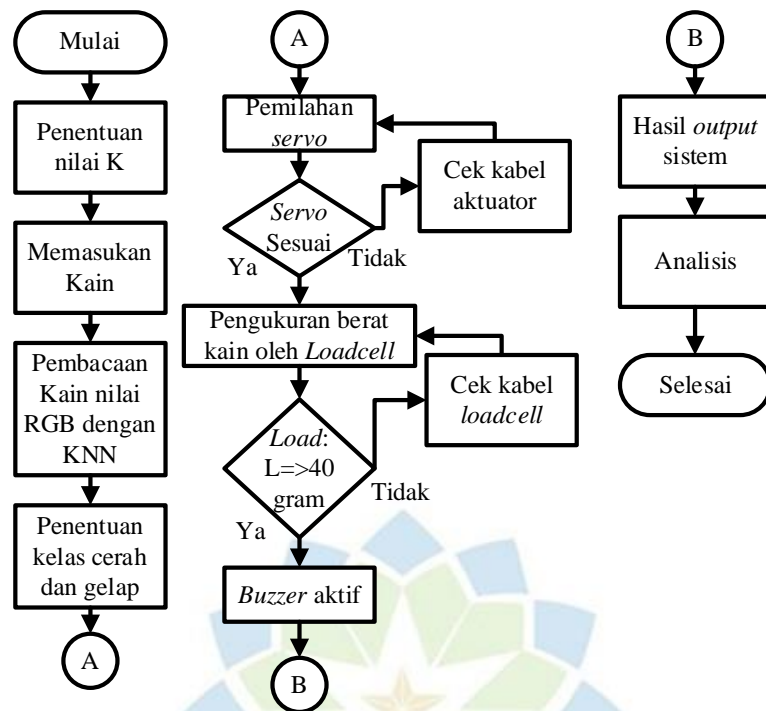 Mulai
Penentuan
nilai K
Memasukan
Kain
Pembacaan
Kain nilai
RGB dengan
KNN
Penentuan
kelas cerah
dan gelap
A
A
Pemilahan
servo
Servo
Sesuai
Ya
Tidak
Cek kabel
aktuator
Pengukuran berat
kain oleh Loadcell
Load:
L=>40
gram
Ya
Tidak
Cek kabel
loadcell
Buzzer aktif
B
B
Hasil output
sistem
Analisis
Selesai